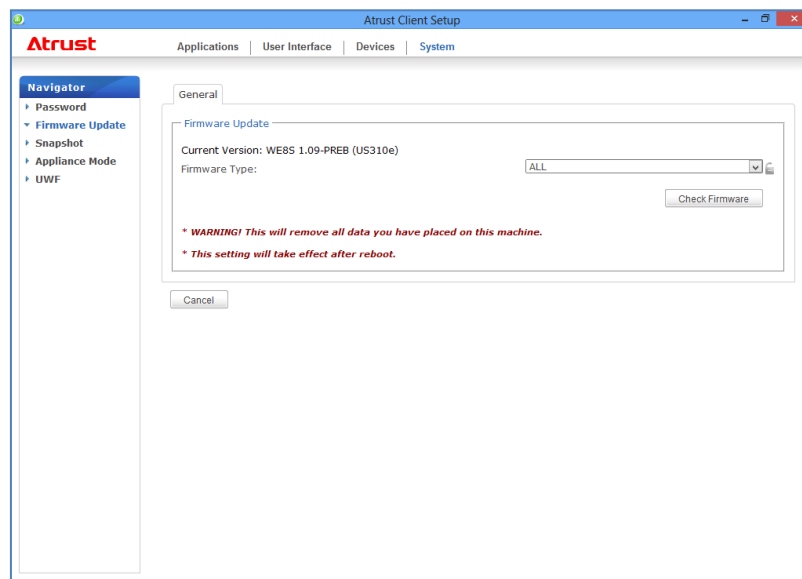 Atrust Client Setup
Atrust
Applications User Interface Devices System
Navigator
Password
Firmware Update
Snapshot
Appliance Mode
UWF
General
Firmware Update
Current Version: WE8S 1.09-PREB (US310e)
Firmware Type: ALL
Check Firmware
* WARNING! This will remove all data you have placed on this machine.
* This setting will take effect after reboot.
Cancel